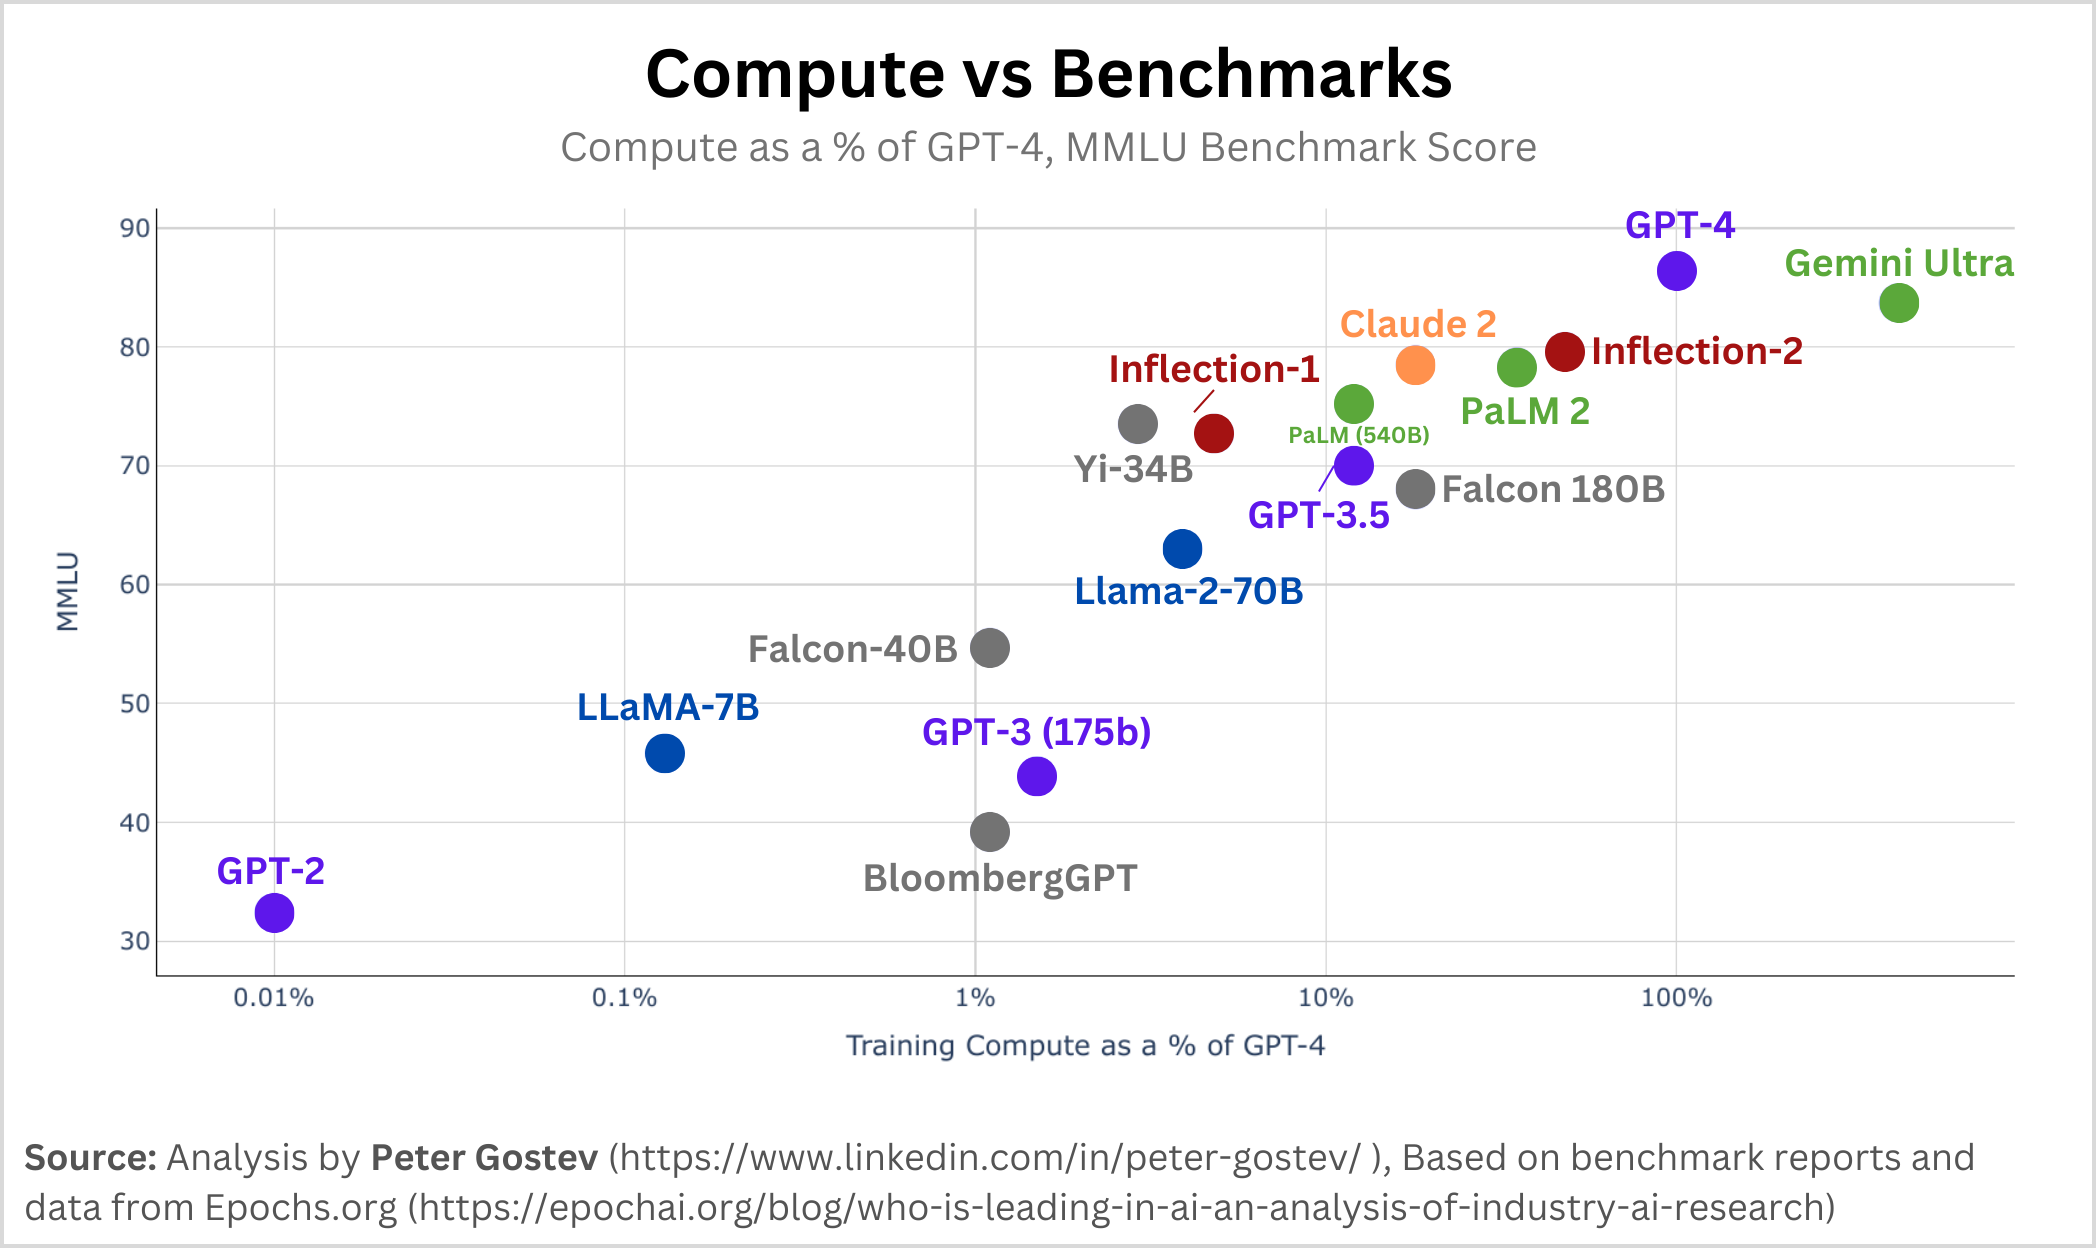 Compute vs Benchmarks
Compute as a % of GPT-4, MMLU Benchmark Score
GPT-4
90
Gemini Ultra
Claude 2
80
Inflection-2
Inflection-1
PaLM 2
PaLM (540B)
70
Yi-34B
Falcon 180B
GPT-3.5
MMLU
60
Llama-2-70B
Falcon-40B
50
LLaMA-7B
GPT-3 (175b)
40
GPT-2
BloombergGPT
30
0.01% 0.1% 1% 10% 100%
Training Compute as a % of GPT-4
Source: Analysis by Peter Gostev (https://www.linkedin.com/in/peter-gostev/ ), Based on benchmark reports and
data from Epochs.org (https://epochai.org/blog/who-is-leading-in-ai-an-analysis-of-industry-ai-research)